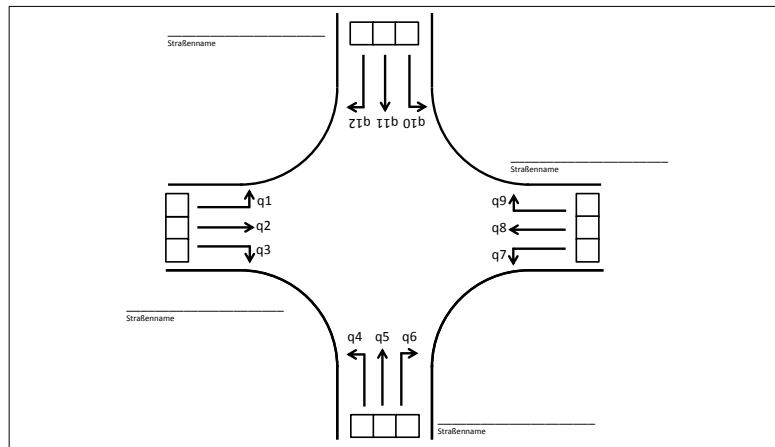 Straßenname
q12 q11 q10
Straßenname
q1
q9
q2
q8
q3
q7
Straßenname
q4 q5 q6
Straßenname